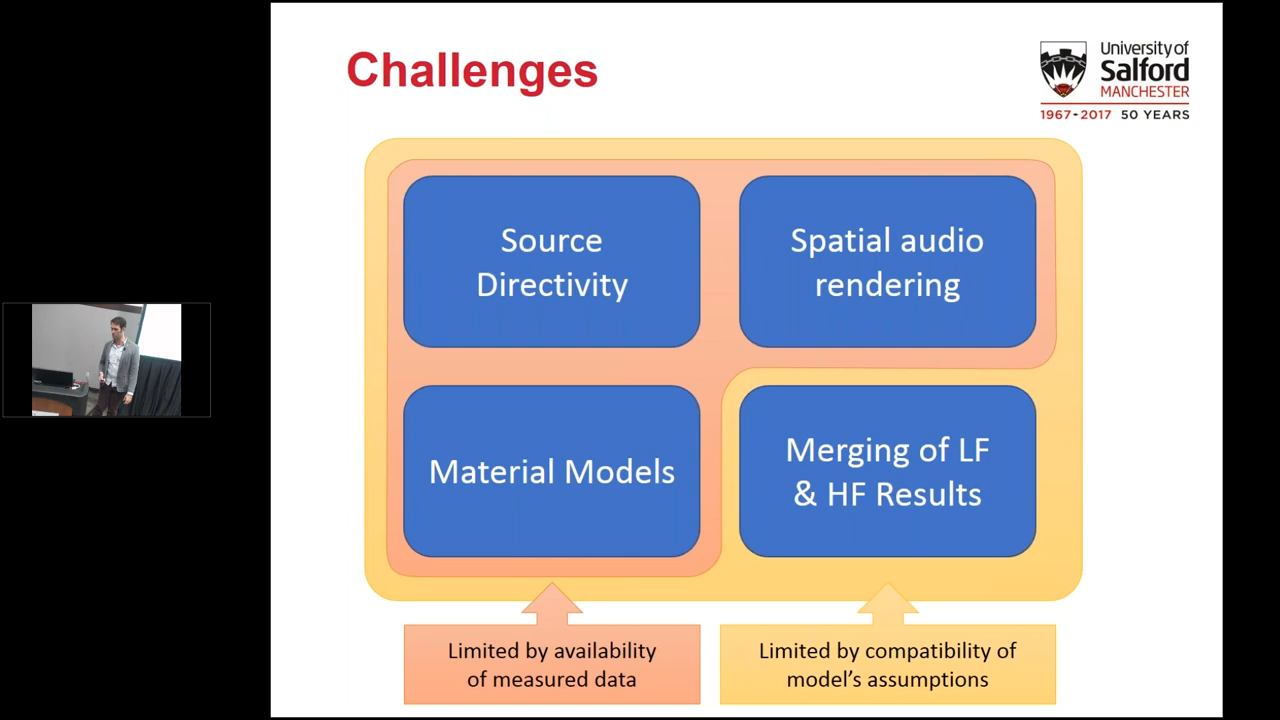 Challenges
University of
Salford
MANCHESTER
1967-2017 50 YEARS
Source
Directivity
Spatial audio
rendering
Material Models
Merging of LF
& HF Results
Limited by availability
of measured data
Limited by compatibility of
model's assumptions